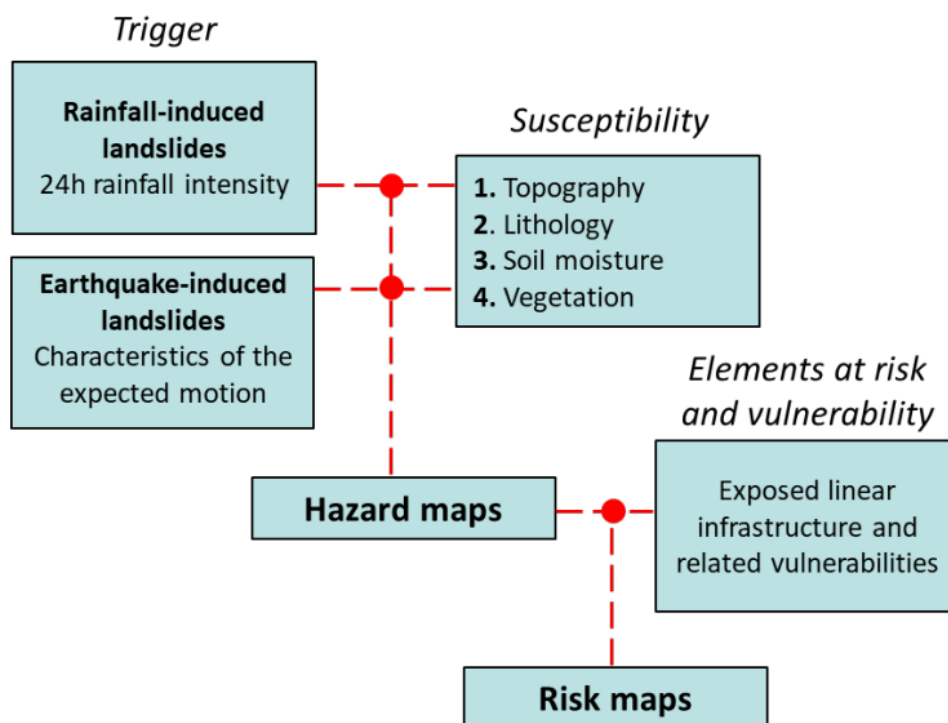 Trigger
Rainfall-induced
landslides
24h rainfall intensity
Susceptibility
1. Topography
2. Lithology
3. Soil moisture
4. Vegetation
Earthquake-induced
landslides
Characteristics of the
expected motion
Elements at risk
and vulnerability
Exposed linear
infrastructure and
related vulnerabilities
Hazard maps
Risk maps